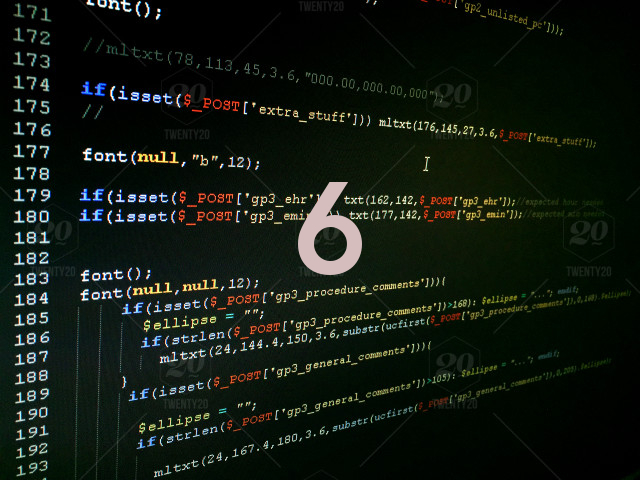 171 font(); ['gp2_unlisted_pc']);
172
173 //mltxt(78,113,45,3.6,"000.00,000.00,000");
174
175 if(isset($_POST['extra_stuff'])) mltxt(176,145,27,3.6,$_POST['extra_stuff']);
176 //
177
178 font(null,"b",12);
179
180 if(isset($_POST['gp3_ehr' txt(162,142,$_POST['gp3_ehr']);
181 if(isset($_POST['gp3_emin')) txt(177,142,$_POST['gp3_emin']);
182
183 font();
184 font(null,null,12);
185 if(isset($_POST['gp3_procedure_comments'])){
186 $ellipse = "";
187 if(strlen($_POST['gp3_procedure_comments'])>168): $ellipse = "..."; endif;
188 mltxt(24,144.4,150,3.6,substr(ucfirst($_POST['gp3_procedure_comments']),0,168).$ellipse);
189 }
190 if(isset($_POST['gp3_general_comments'])){
191 $ellipse = "";
192 if(strlen($_POST['gp3_general_comments'])>105): $ellipse = "..."; endif;
193 mltxt(24,167.4,180,3.6,substr(ucfirst($_POST['gp3_general_comments']),0,205).$ellipse);
6
20
TWENTY20